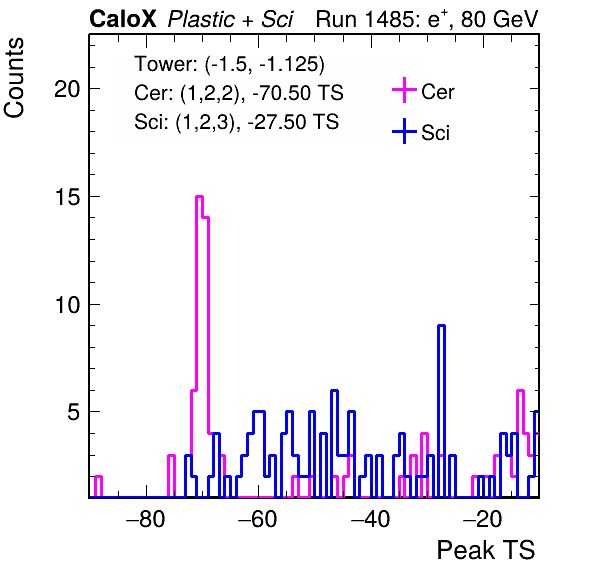 CaloX Plastic + Sci Run 1485: e+, 80 GeV
Counts
Tower: (-1.5, -1.125)
Cer: (1,2,2), -70.50 TS
Sci: (1,2,3), -27.50 TS
Cer
Sci
20
15
10
5
−80 −60 −40 −20
Peak TS